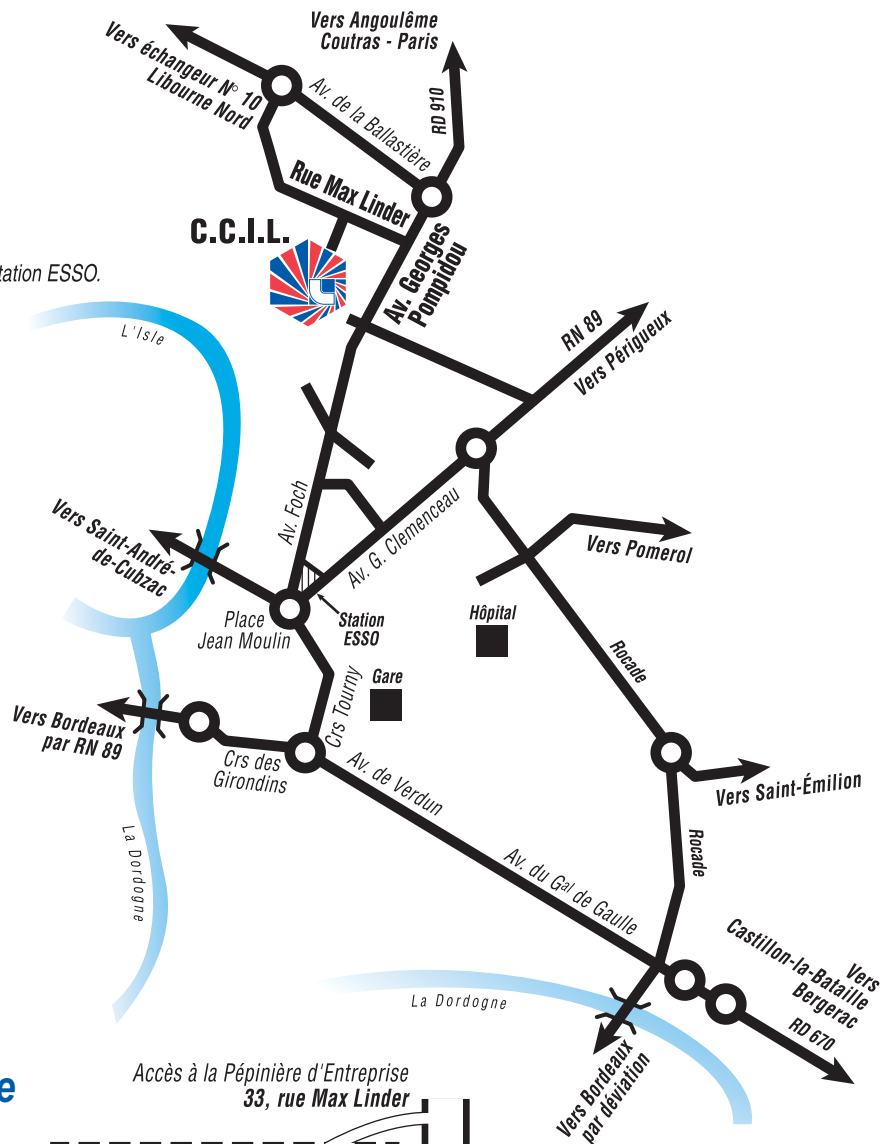 Vers Angoulême
Coutras - Paris
Vers échangeur N° 10
Libourne Nord
Av. de la Ballastière
RD 910
Rue Max Linder
C.C.I.L.
Av. Georges
Pompidou
tation ESSO.
L'Isle
RN 89
Vers Périgueux
Av. Foch
Av. G. Clemenceau
Vers Saint-André-
de-Cubzac
Vers Pomerol
Place
Jean Moulin
Station
ESSO
Hôpital
Rocade
Gare
Crs Tourny
Vers Bordeaux
par RN 89
Crs des
Girondins
Av. de Verdun
Vers Saint-Émilion
La Dordogne
Rocade
Av. du Gal de Gaulle
Vers
Castillon-la-Bataille
Bergerac
RD 670
La Dordogne
Vers Bordeaux
par déviation
Accès à la Pépinière d'Entreprise
33, rue Max Linder
e